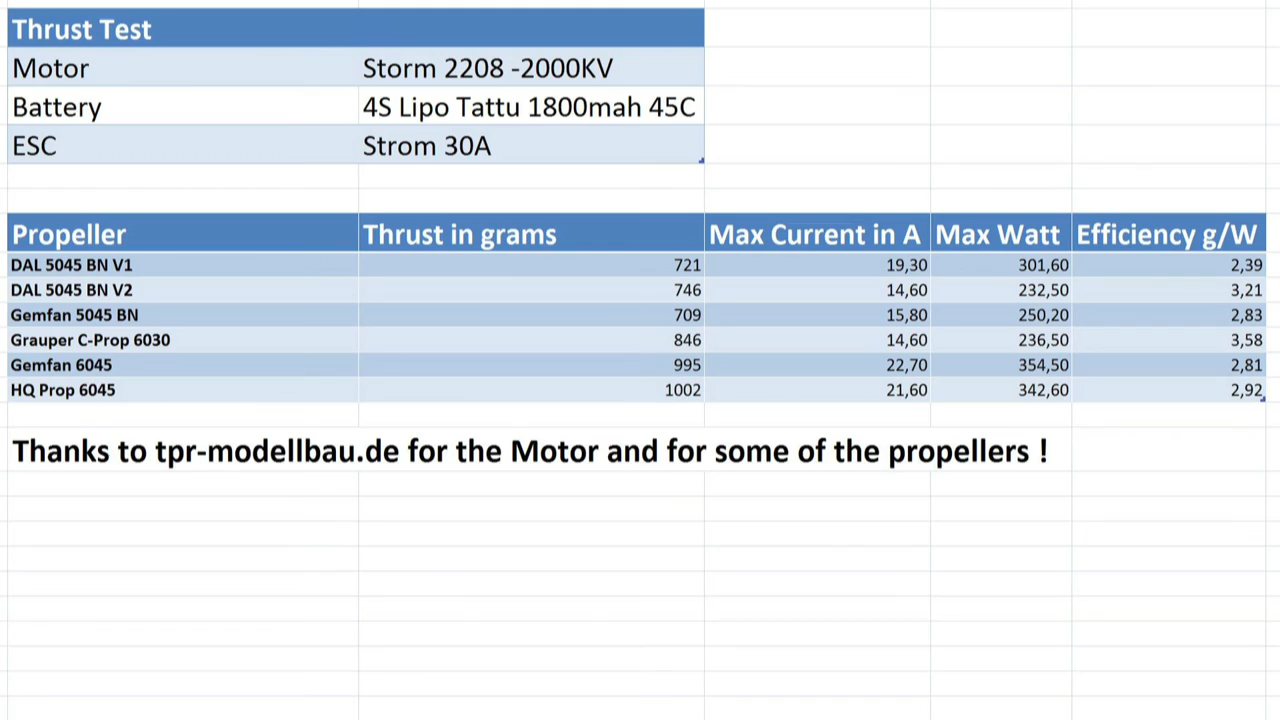 Thrust Test
Motor Storm 2208 -2000KV
Battery 4S Lipo Tattu 1800mah 45C
ESC Strom 30A
Propeller Thrust in grams Max Current in A Max Watt Efficiency g/W
DAL 5045 BN V1 721 19,30 301,60 2,39
DAL 5045 BN V2 746 14,60 232,50 3,21
Gemfan 5045 BN 709 15,80 250,20 2,83
Grauper C-Prop 6030 846 14,60 236,50 3,58
Gemfan 6045 995 22,70 354,50 2,81
HQ Prop 6045 1002 21,60 342,60 2,92
Thanks to tpr-modellbau.de for the Motor and for some of the propellers !